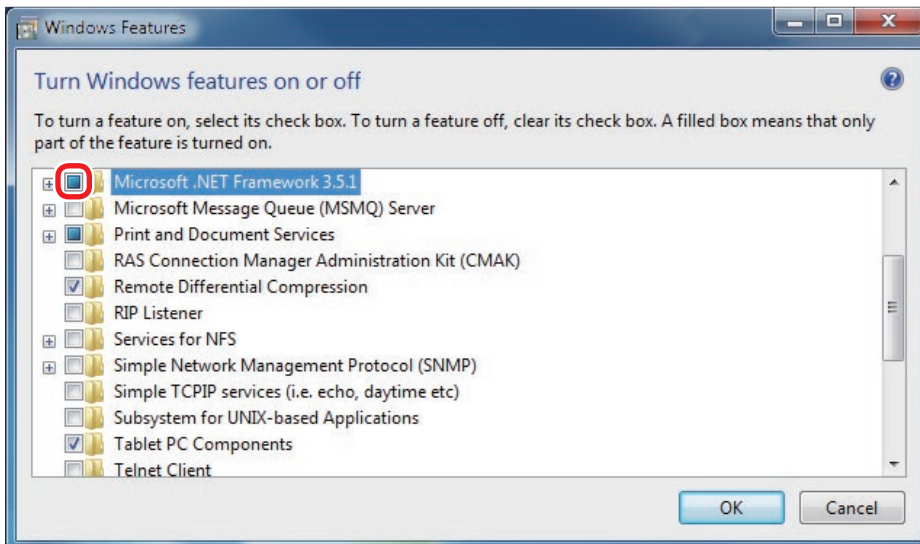 Windows Features
Turn Windows features on or off
To turn a feature on, select its check box. To turn a feature off, clear its check box. A filled box means that only
part of the feature is turned on.
Microsoft .NET Framework 3.5.1
Microsoft Message Queue (MSMQ) Server
Print and Document Services
RAS Connection Manager Administration Kit (CMAK)
Remote Differential Compression
RIP Listener
Services for NFS
Simple Network Management Protocol (SNMP)
Simple TCPIP services (i.e. echo, daytime etc)
Subsystem for UNIX-based Applications
Tablet PC Components
Telnet Client
OK Cancel